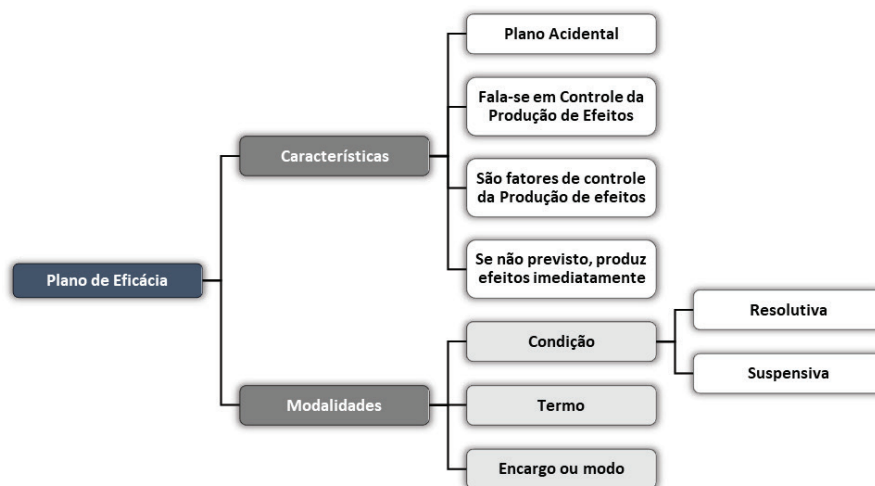 Plano de Eficácia
Características
Plano Acidental
Fala-se em Controle da
Produção de Efeitos
São fatores de controle
da Produção de efeitos
Se não previsto, produz
efeitos imediatamente
Modalidades
Condição
Resolutiva
Suspensiva
Termo
Encargo ou modo